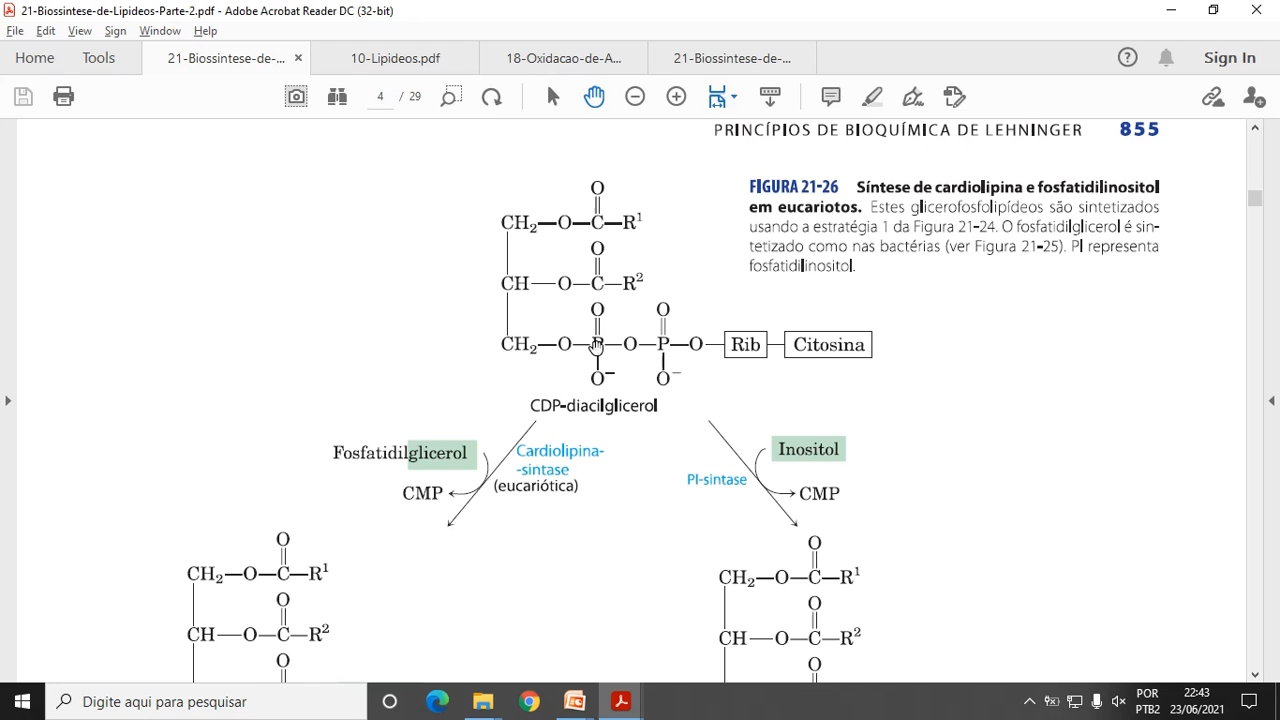 21-Biossintese-de-Lipideos-Parte-2.pdf - Adobe Acrobat Reader DC (32-bit)
File Edit View Sign Window Help
Home Tools 21-Biossintese-de-... × 10-Lipideos.pdf 18-Oxidacao-de-A... 21-Biossintese-de-... Sign In
4 / 29
PRINCÍPIOS DE BIOQUÍMICA DE LEHNINGER 855
FIGURA 21-26 Síntese de cardiolipina e fosfatidilinositol
em eucariotos. Estes glicerofosfolipídeos são sintetizados
usando a estratégia 1 da Figura 21-24. O fosfatidilglicerol é sin-
tetizado como nas bactérias (ver Figura 21-25). PI representa
fosfatidilinositol.
O
CH₂—O—C—R¹
O
CH—O—C—R²
O O
CH₂—O—P—O—P—O—Rib—Citosina
O⁻ O⁻
CDP-diacilglicerol
Fosfatidilglicerol
Cardiolipina-
-sintase
(eucariótica)
CMP
Inositol
PI-sintase
CMP
O
CH₂—O—C—R¹
O
CH—O—C—R²
O
O
CH₂—O—C—R¹
O
CH—O—C—R²
O
Digite aqui para pesquisar
POR
PTB2
22:43
23/06/2021